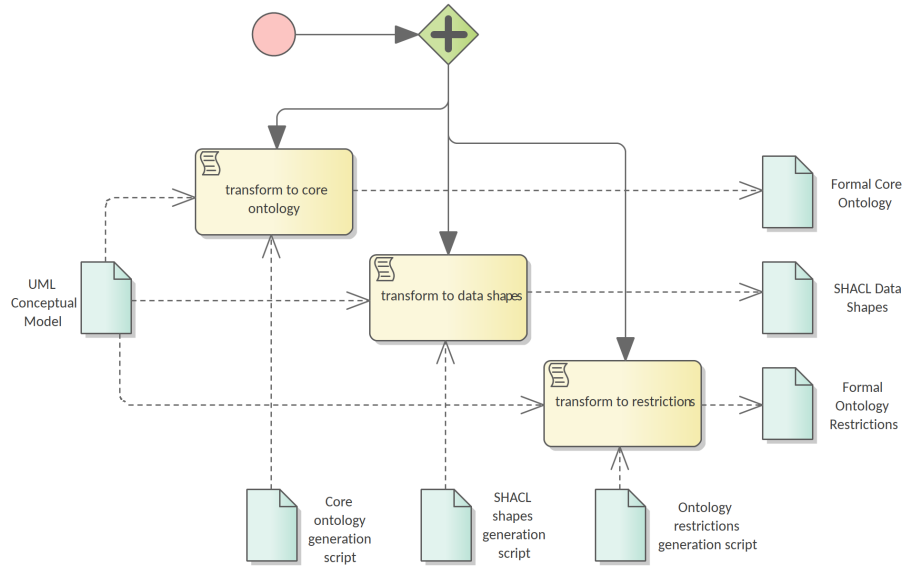 transform to core
ontology
Formal Core
Ontology
UML
Conceptual
Model
transform to data shapes
SHACL Data
Shapes
transform to restrictions
Formal
Ontology
Restrictions
Core
ontology
generation
script
SHACL
shapes
generation
script
Ontology
restrictions
generation script